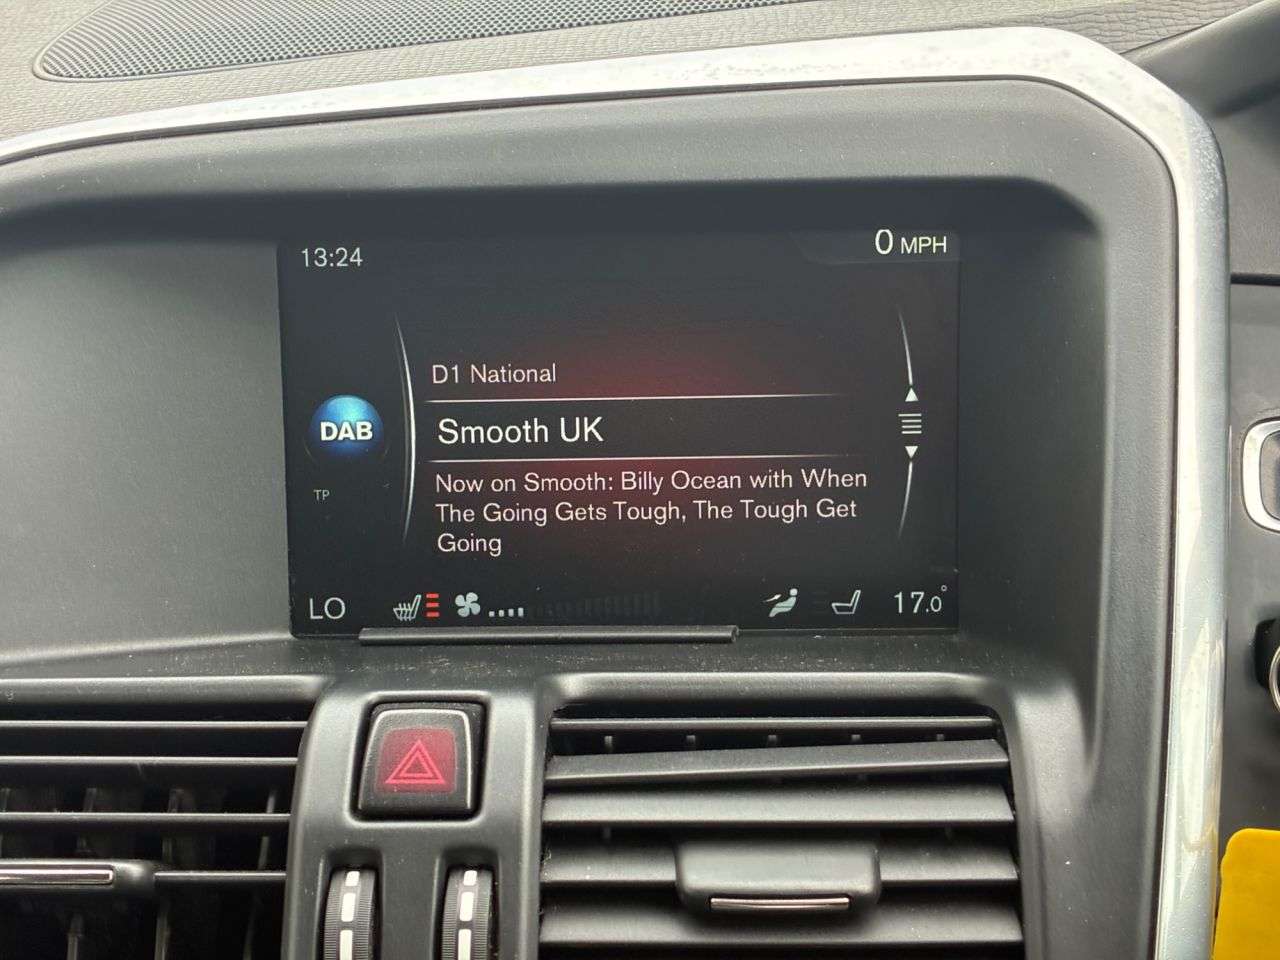 13:24
0 MPH
D1 National
DAB
Smooth UK
TP
Now on Smooth: Billy Ocean with When
The Going Gets Tough, The Tough Get
Going
LO
17.0°